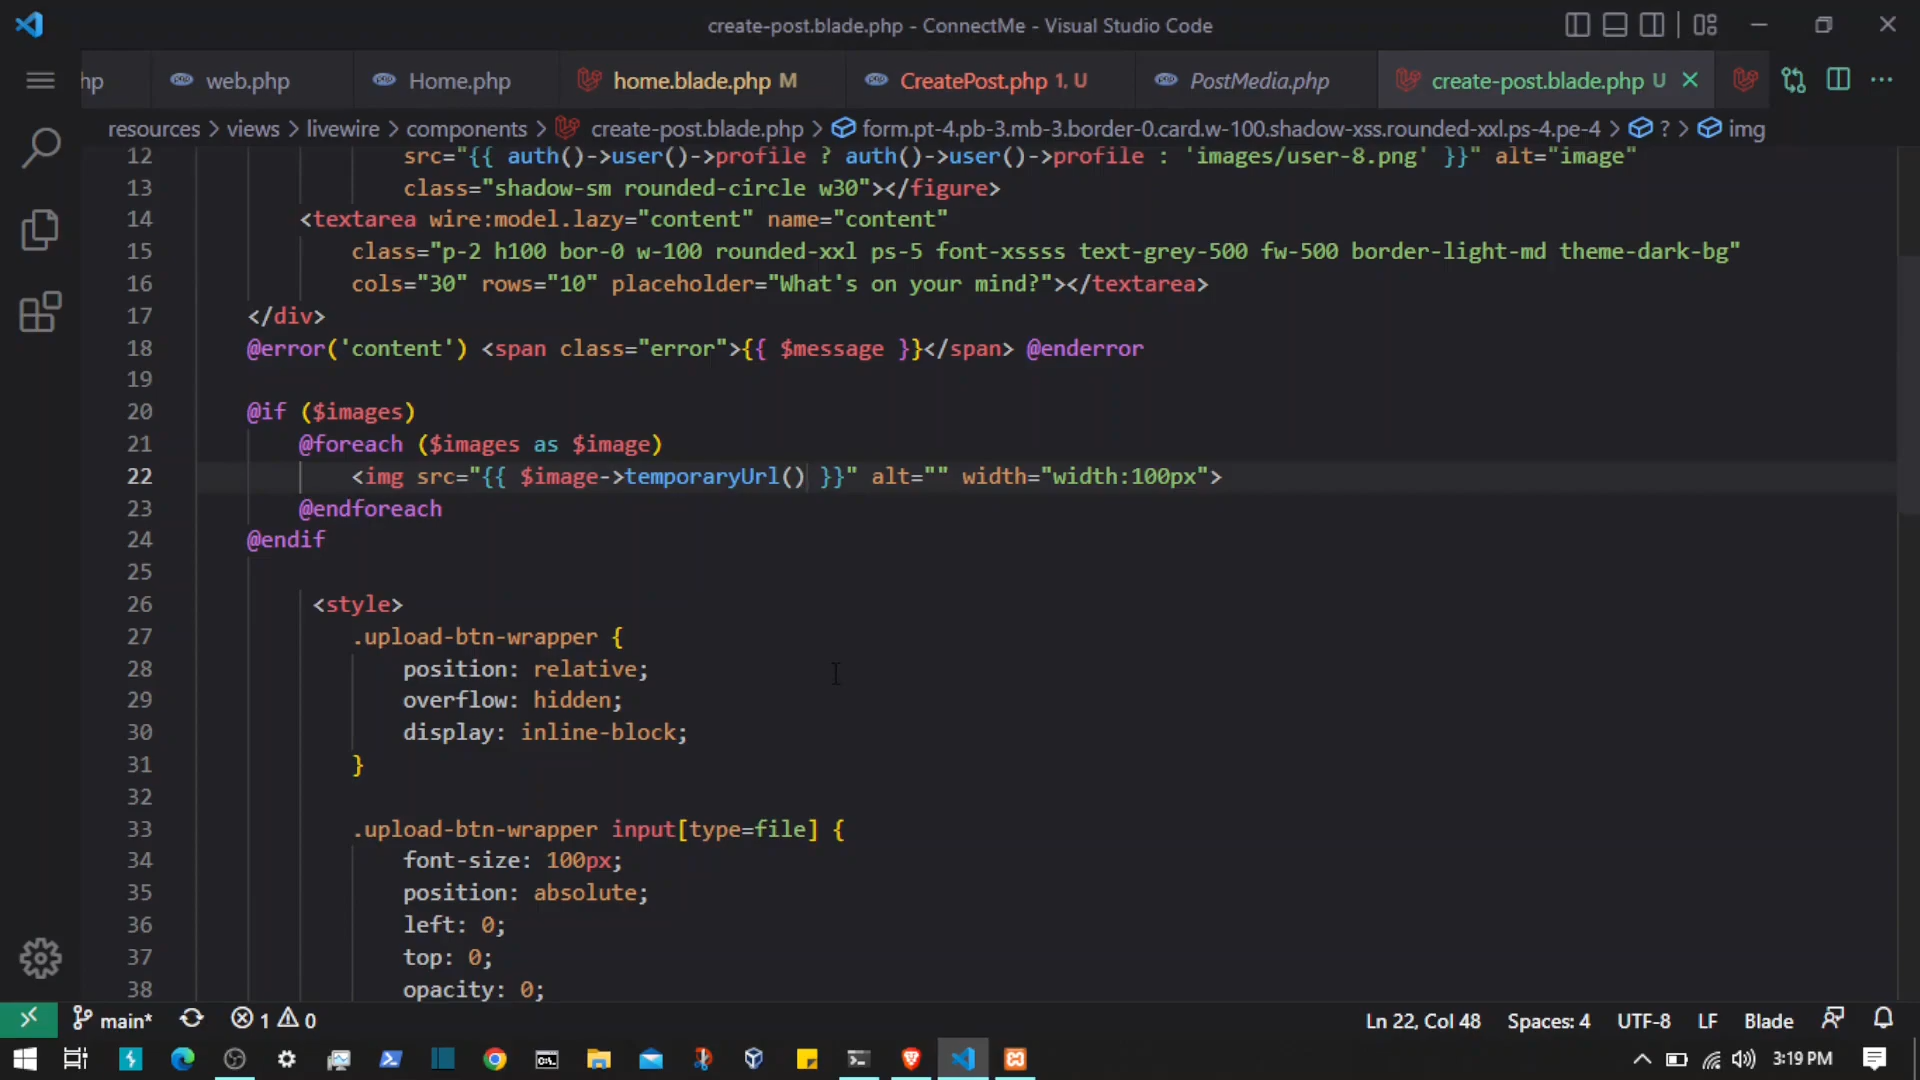 create-post.blade.php - ConnectMe - Visual Studio Code
hp web.php Home.php home.blade.php M CreatePost.php 1, U PostMedia.php create-post.blade.php U
resources > views > livewire > components > create-post.blade.php > form.pt-4.pb-3.mb-3.border-0.card.w-100.shadow-xss.rounded-xxl.ps-4.pe-4 > ? > img
12 src="{{ auth()->user()->profile ? auth()->user()->profile : 'images/user-8.png' }}" alt="image"
13 class="shadow-sm rounded-circle w30"></figure>
14 <textarea wire:model.lazy="content" name="content"
15 class="p-2 h100 bor-0 w-100 rounded-xxl ps-5 font-xssss text-grey-500 fw-500 border-light-md theme-dark-bg"
16 cols="30" rows="10" placeholder="What's on your mind?"></textarea>
17 </div>
18 @error('content') <span class="error">{{ $message }}</span> @enderror
19
20 @if ($images)
21 @foreach ($images as $image)
22 <img src="{{ $image->temporaryUrl() }}" alt="" width="width:100px">
23 @endforeach
24 @endif
25
26 <style>
27 .upload-btn-wrapper {
28 position: relative;
29 overflow: hidden;
30 display: inline-block;
31 }
32
33 .upload-btn-wrapper input[type=file] {
34 font-size: 100px;
35 position: absolute;
36 left: 0;
37 top: 0;
38 opacity: 0;
main* 1 0 Ln 22, Col 48 Spaces: 4 UTF-8 LF Blade
3:19 PM